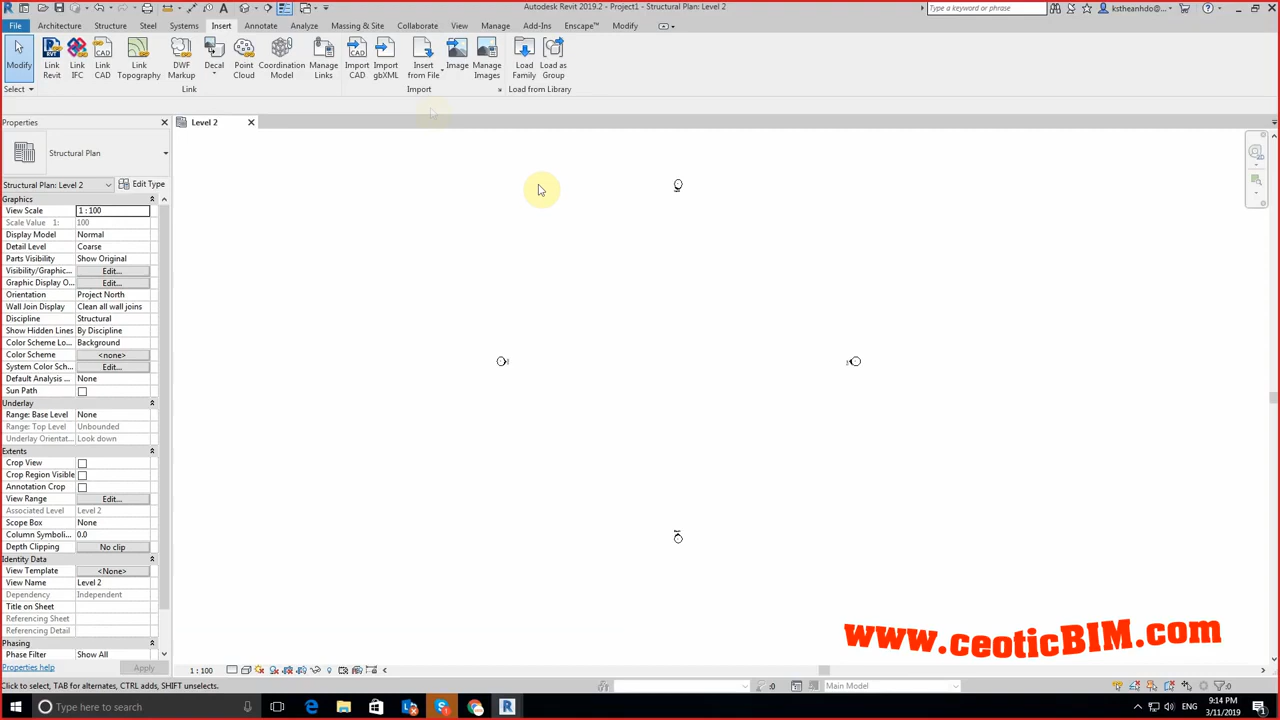 Autodesk Revit 2019.2 - Project1 - Structural Plan: Level 2
Type a keyword or phrase
kstheanhdo@...
File Architecture Structure Steel Systems Insert Annotate Analyze Massing & Site Collaborate View Manage Add-Ins Enscape™ Modify
Modify
Link Revit
Link IFC
Link CAD
Link Topography
DWF Markup
Decal
Point Cloud
Coordination Model
Manage Links
Import CAD
Import gbXML
Insert from File
Image
Manage Images
Load Family
Load as Group
Select Link Import Load from Library
Properties
Level 2
Structural Plan
Structural Plan: Level 2 Edit Type
Graphics
View Scale 1 : 100
Scale Value 1: 100
Display Model Normal
Detail Level Coarse
Parts Visibility Show Original
Visibility/Graphic... Edit...
Graphic Display O... Edit...
Orientation Project North
Wall Join Display Clean all wall joins
Discipline Structural
Show Hidden Lines By Discipline
Color Scheme Loc... Background
Color Scheme <none>
System Color Sch... Edit...
Default Analysis ... None
Sun Path
Underlay
Range: Base Level None
Range: Top Level Unbounded
Underlay Orientat... Look down
Extents
Crop View
Crop Region Visible
Annotation Crop
View Range Edit...
Associated Level Level 2
Scope Box None
Column Symboli... 0.0
Depth Clipping No clip
Identity Data
View Template <None>
View Name Level 2
Dependency Independent
Title on Sheet
Referencing Sheet
Referencing Detail
Phasing
Phase Filter Show All
Properties help Apply
1 : 100
www.ceoticBIM.com
Click to select, TAB for alternates, CTRL adds, SHIFT unselects.
:0
Main Model
:0
Type here to search
ENG
9:14 PM
3/11/2019